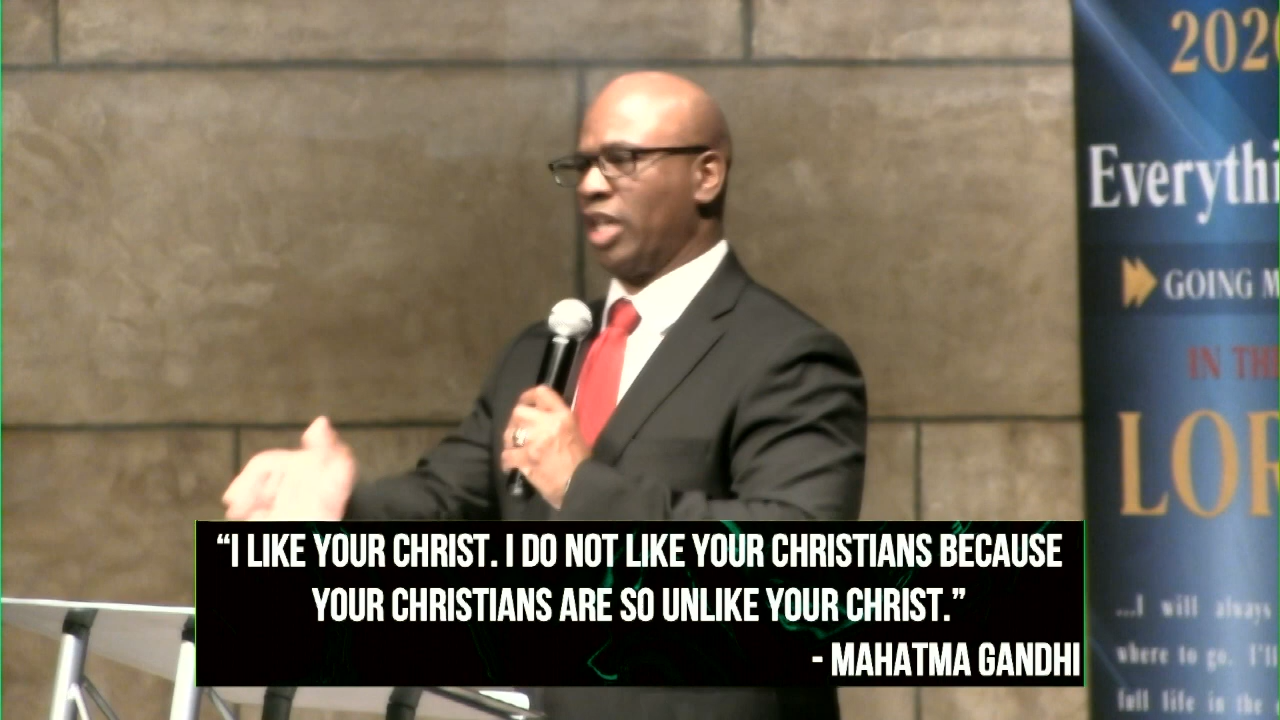 2020
Everythi
GOING M
IN TH
LOR
...I will always
where to go. I'll
full life in the
“I LIKE YOUR CHRIST. I DO NOT LIKE YOUR CHRISTIANS BECAUSE
YOUR CHRISTIANS ARE SO UNLIKE YOUR CHRIST.”
- MAHATMA GANDHI